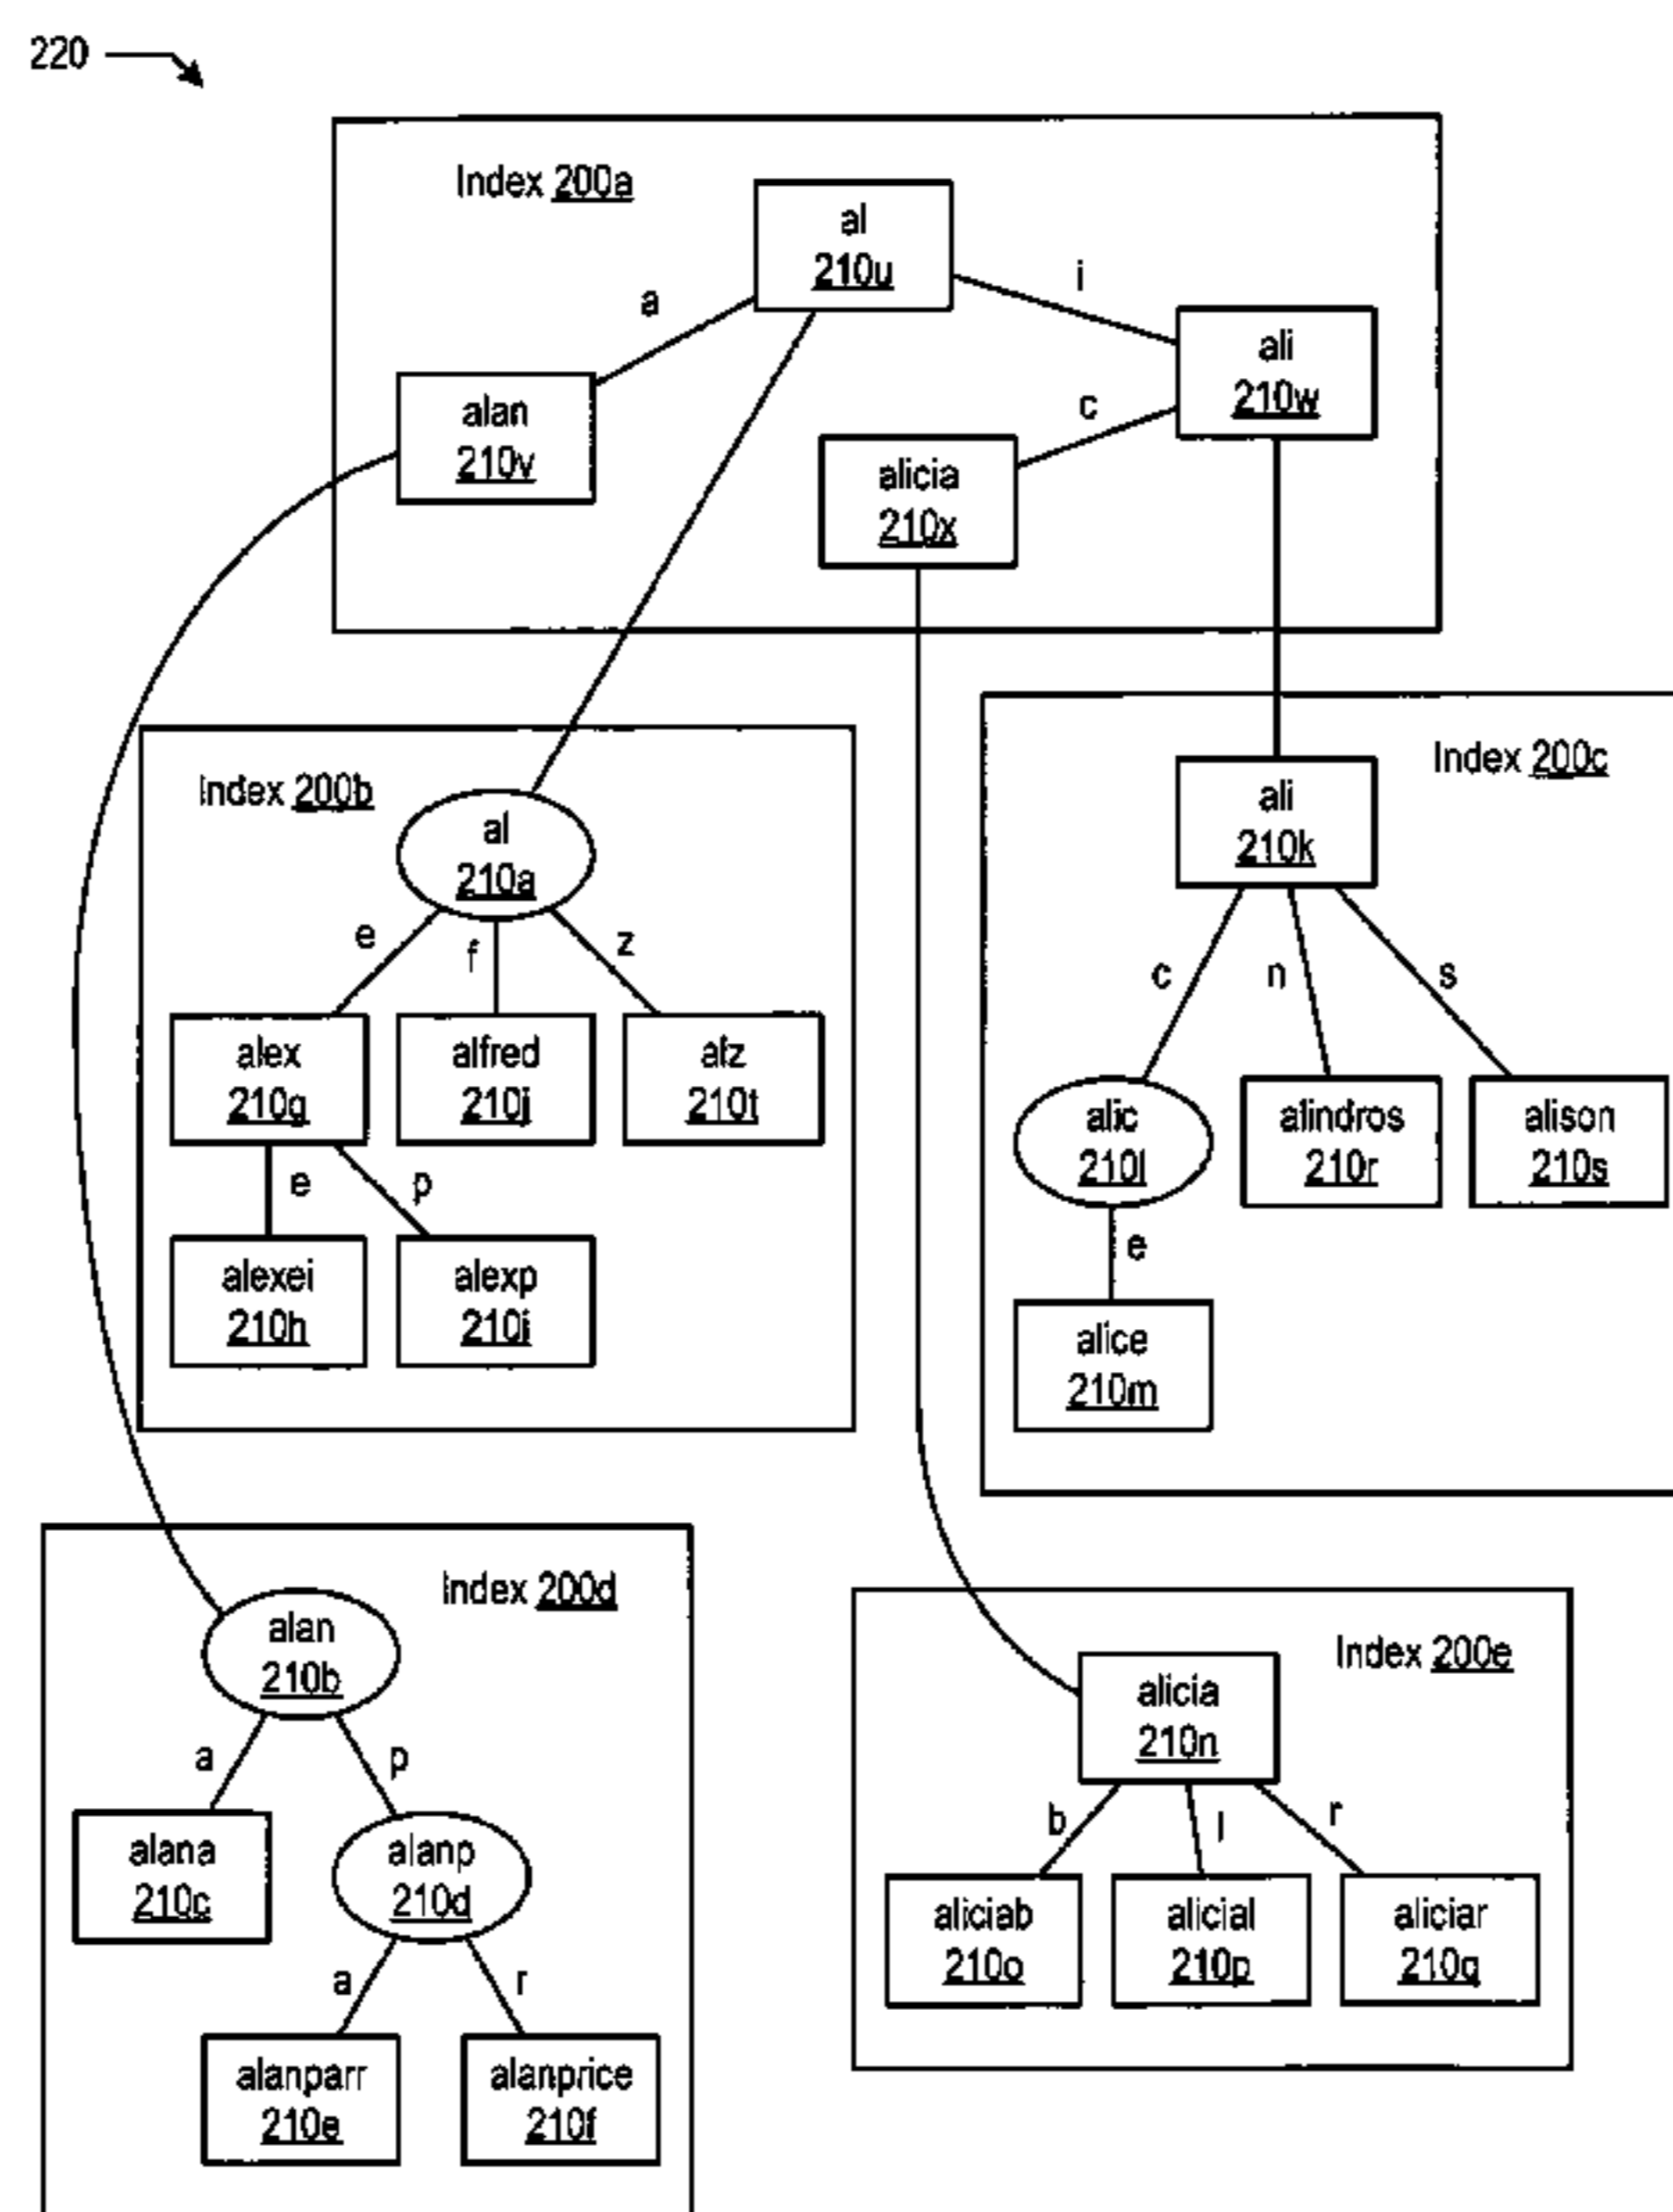 220
Index 200a
al
210u
a
i
alan
210v
ali
210w
c
alicia
210x
Index 200b
al
210a
e
f
z
alex
210g
alfred
210j
alz
210t
e
p
alexei
210h
alexp
210i
Index 200c
ali
210k
c
n
s
alic
210l
alindros
210r
alison
210s
e
alice
210m
Index 200d
alan
210b
a
p
alana
210c
alanp
210d
a
r
alanparr
210e
alanprice
210f
Index 200e
alicia
210n
b
l
r
aliciab
210o
alicial
210p
aliciar
210q